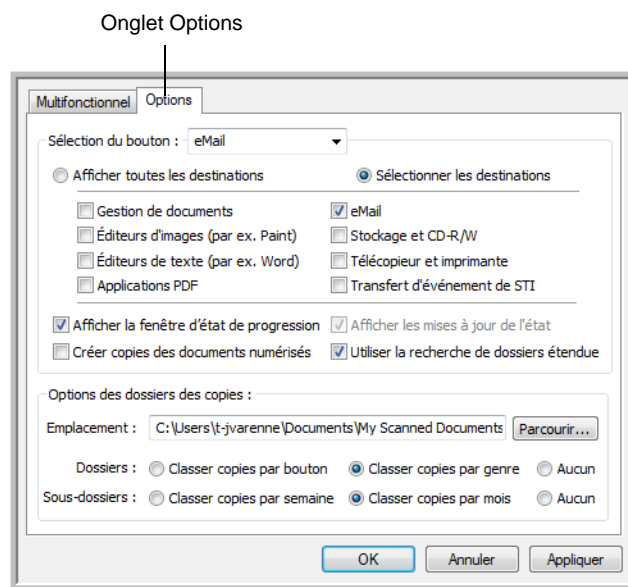 Onglet Options
Multifonctionnel Options
Sélection du bouton : eMail
Afficher toutes les destinations Sélectionner les destinations
Gestion de documents eMail
Éditeurs d'images (par ex. Paint) Stockage et CD-R/W
Éditeurs de texte (par ex. Word) Télécopieur et imprimante
Applications PDF Transfert d'événement de STI
Afficher la fenêtre d'état de progression Afficher les mises à jour de l'état
Créer copies des documents numérisés Utiliser la recherche de dossiers étendue
Options des dossiers des copies :
Emplacement : C:\Users\t-jvarenne\Documents\My Scanned Documents Parcourir...
Dossiers : Classer copies par bouton Classer copies par genre Aucun
Sous-dossiers : Classer copies par semaine Classer copies par mois Aucun
OK Annuler Appliquer